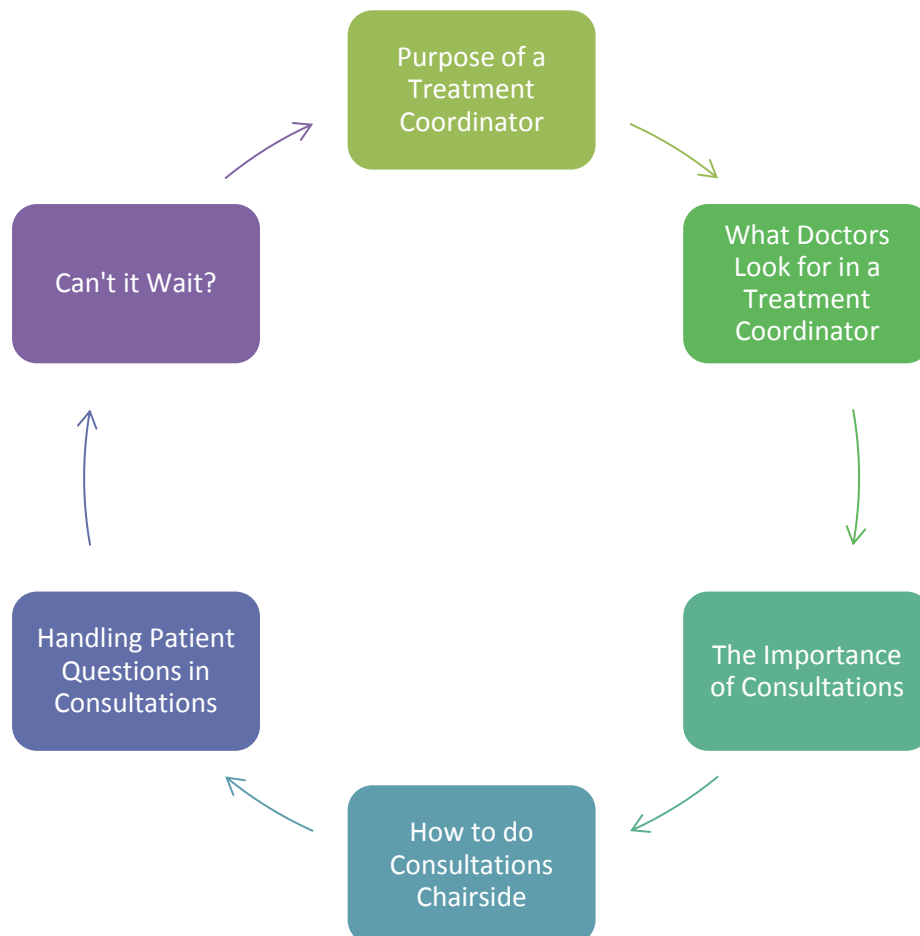 Purpose of a
Treatment
Coordinator
What Doctors
Look for in a
Treatment
Coordinator
The Importance
of Consultations
How to do
Consultations
Chairside
Handling Patient
Questions in
Consultations
Can't it Wait?